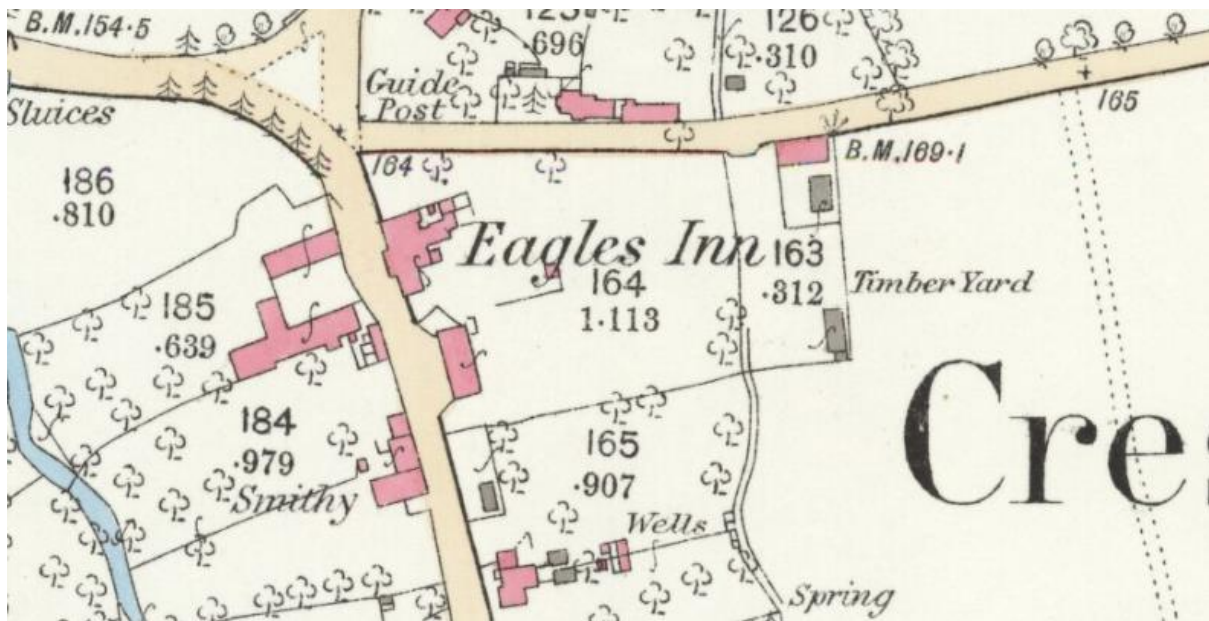 B.M.154·5
Sluices
Guide
Post
·696
126
·310
165
164
B.M.169·1
186
·810
Eagles Inn
163
·312
Timber Yard
164
1·113
185
·639
184
·979
Smithy
165
·907
Wells
Spring
Cre